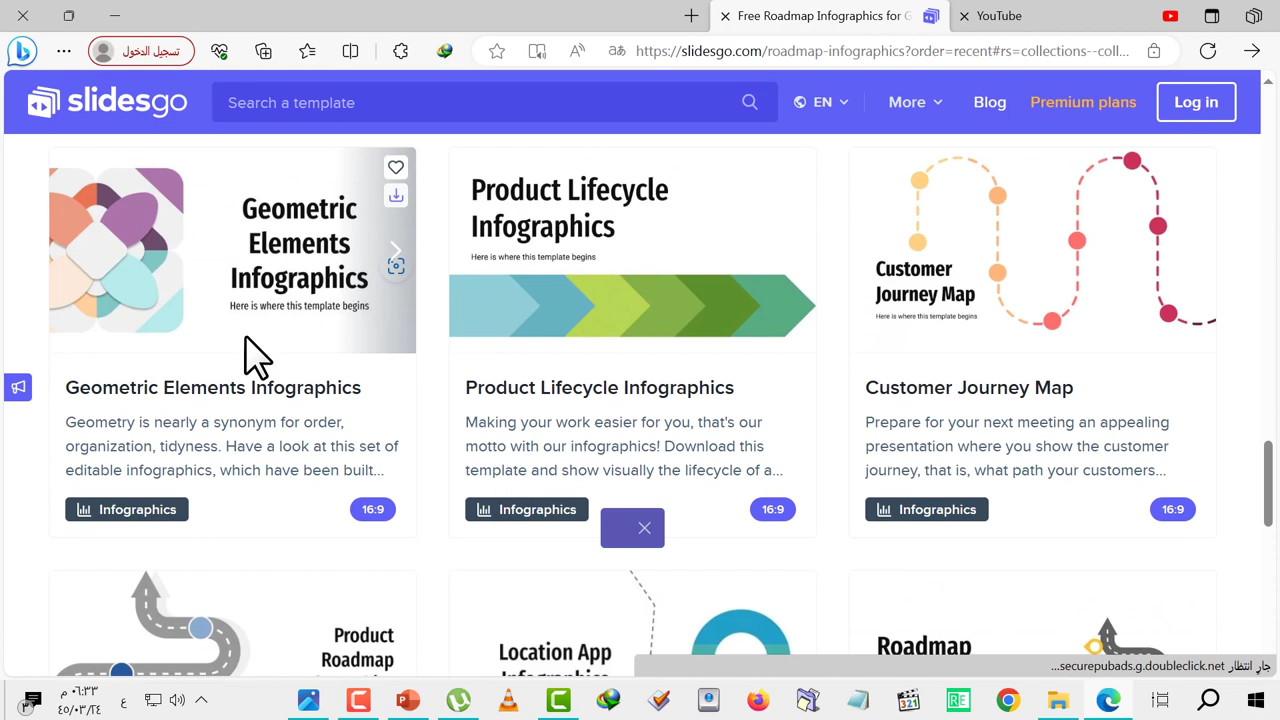 Free Roadmap Infographics for G
YouTube
تسجيل الدخول
https://slidesgo.com/roadmap-infographics?order=recent#rs=collections--coll...
slidesgo
Search a template
EN
More
Blog
Premium plans
Log in
Geometric
Elements
Infographics
Here is where this template begins
Geometric Elements Infographics
Geometry is nearly a synonym for order,
organization, tidyness. Have a look at this set of
editable infographics, which have been built...
Infographics
16:9
Product Lifecycle
Infographics
Here is where this template begins
Product Lifecycle Infographics
Making your work easier for you, that's our
motto with our infographics! Download this
template and show visually the lifecycle of a...
Infographics
16:9
Customer
Journey Map
Here is where this template begins
Customer Journey Map
Prepare for your next meeting an appealing
presentation where you show the customer
journey, that is, what path your customers...
Infographics
16:9
Product
Roadmap
Location App
Roadmap
جارٍ انتظار securepubads.g.doubleclick.net...
٠٦:٣٣ م
٤٥/٠٣/٢٤
ع
321
RE